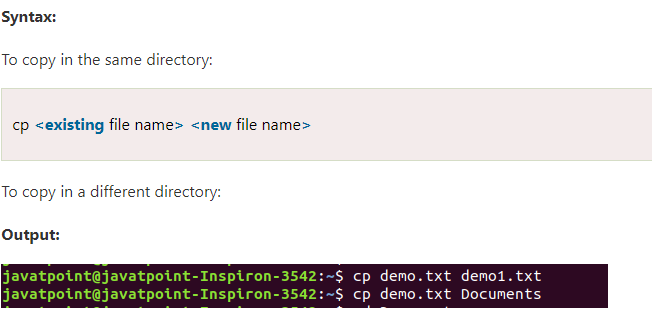 Syntax:
To copy in the same directory:
cp <existing file name> <new file name>
To copy in a different directory:
Output:
javatpoint@javatpoint-Inspiron-3542:~$ cp demo.txt demo1.txt
javatpoint@javatpoint-Inspiron-3542:~$ cp demo.txt Documents